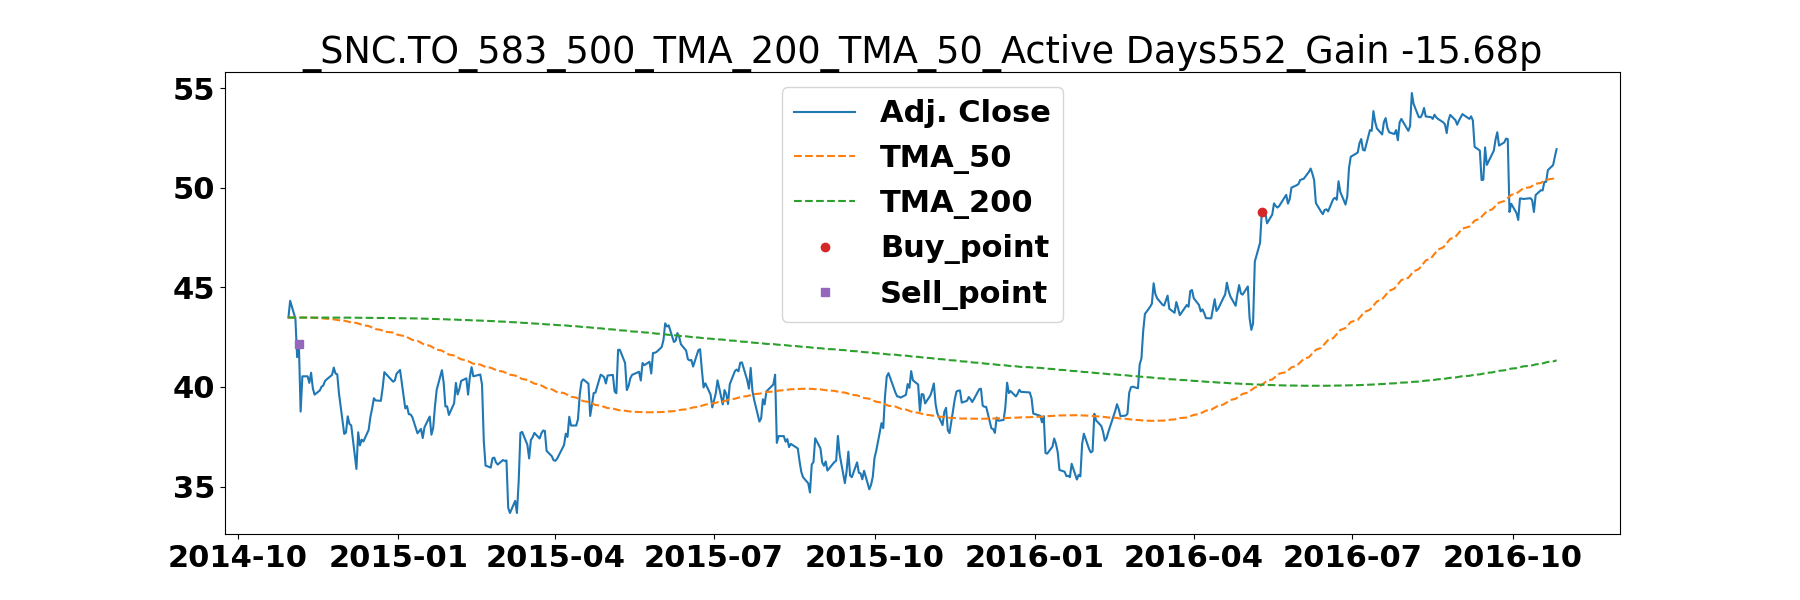 _SNC.TO_583_500_TMA_200_TMA_50_Active Days552_Gain -15.68p
55
50
45
40
35
Adj. Close
TMA_50
TMA_200
Buy_point
Sell_point
2014-10 2015-01 2015-04 2015-07 2015-10 2016-01 2016-04 2016-07 2016-10